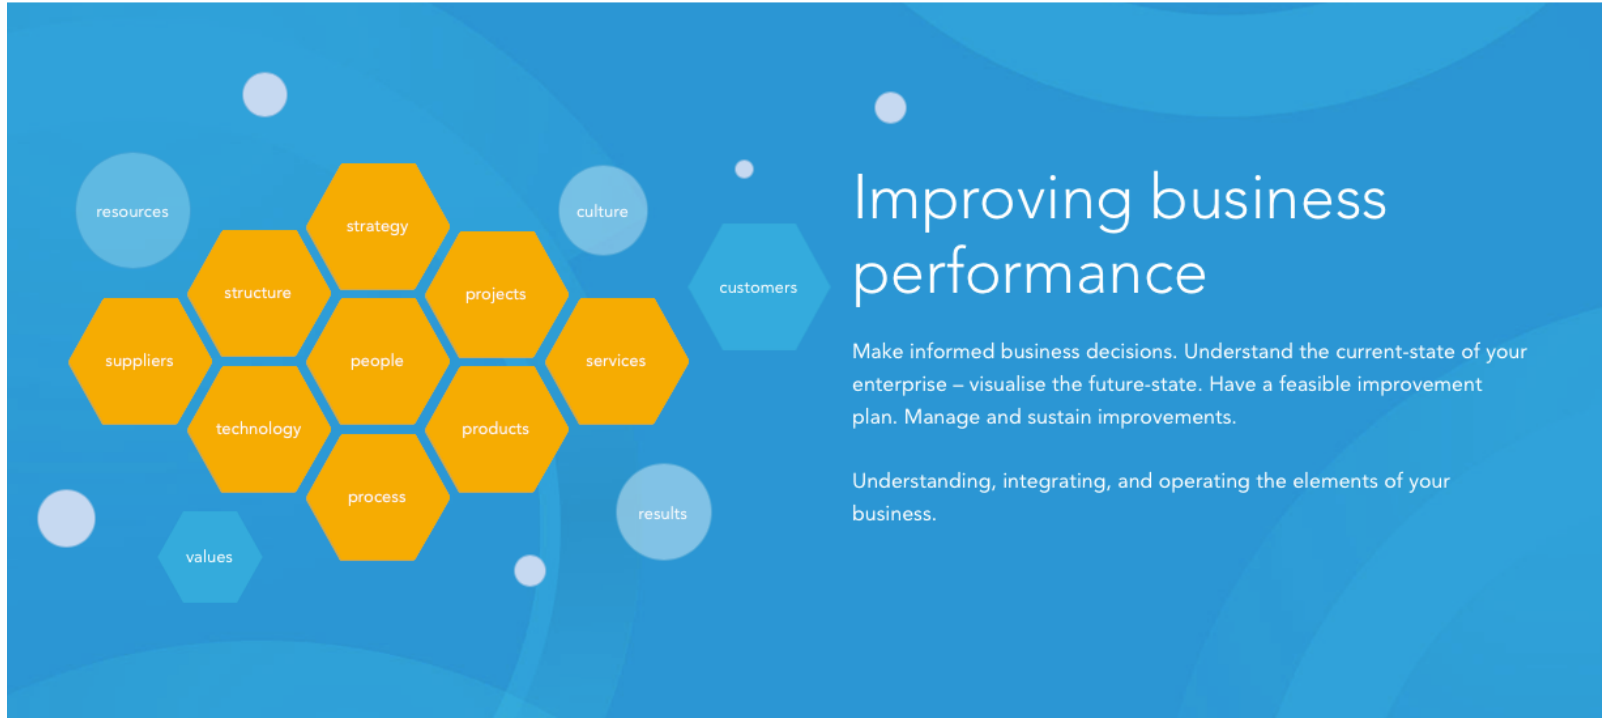 resources
culture
strategy
customers
structure
projects
suppliers
people
services
technology
products
process
results
values
Improving business
performance
Make informed business decisions. Understand the current-state of your
enterprise – visualise the future-state. Have a feasible improvement
plan. Manage and sustain improvements.
Understanding, integrating, and operating the elements of your
business.